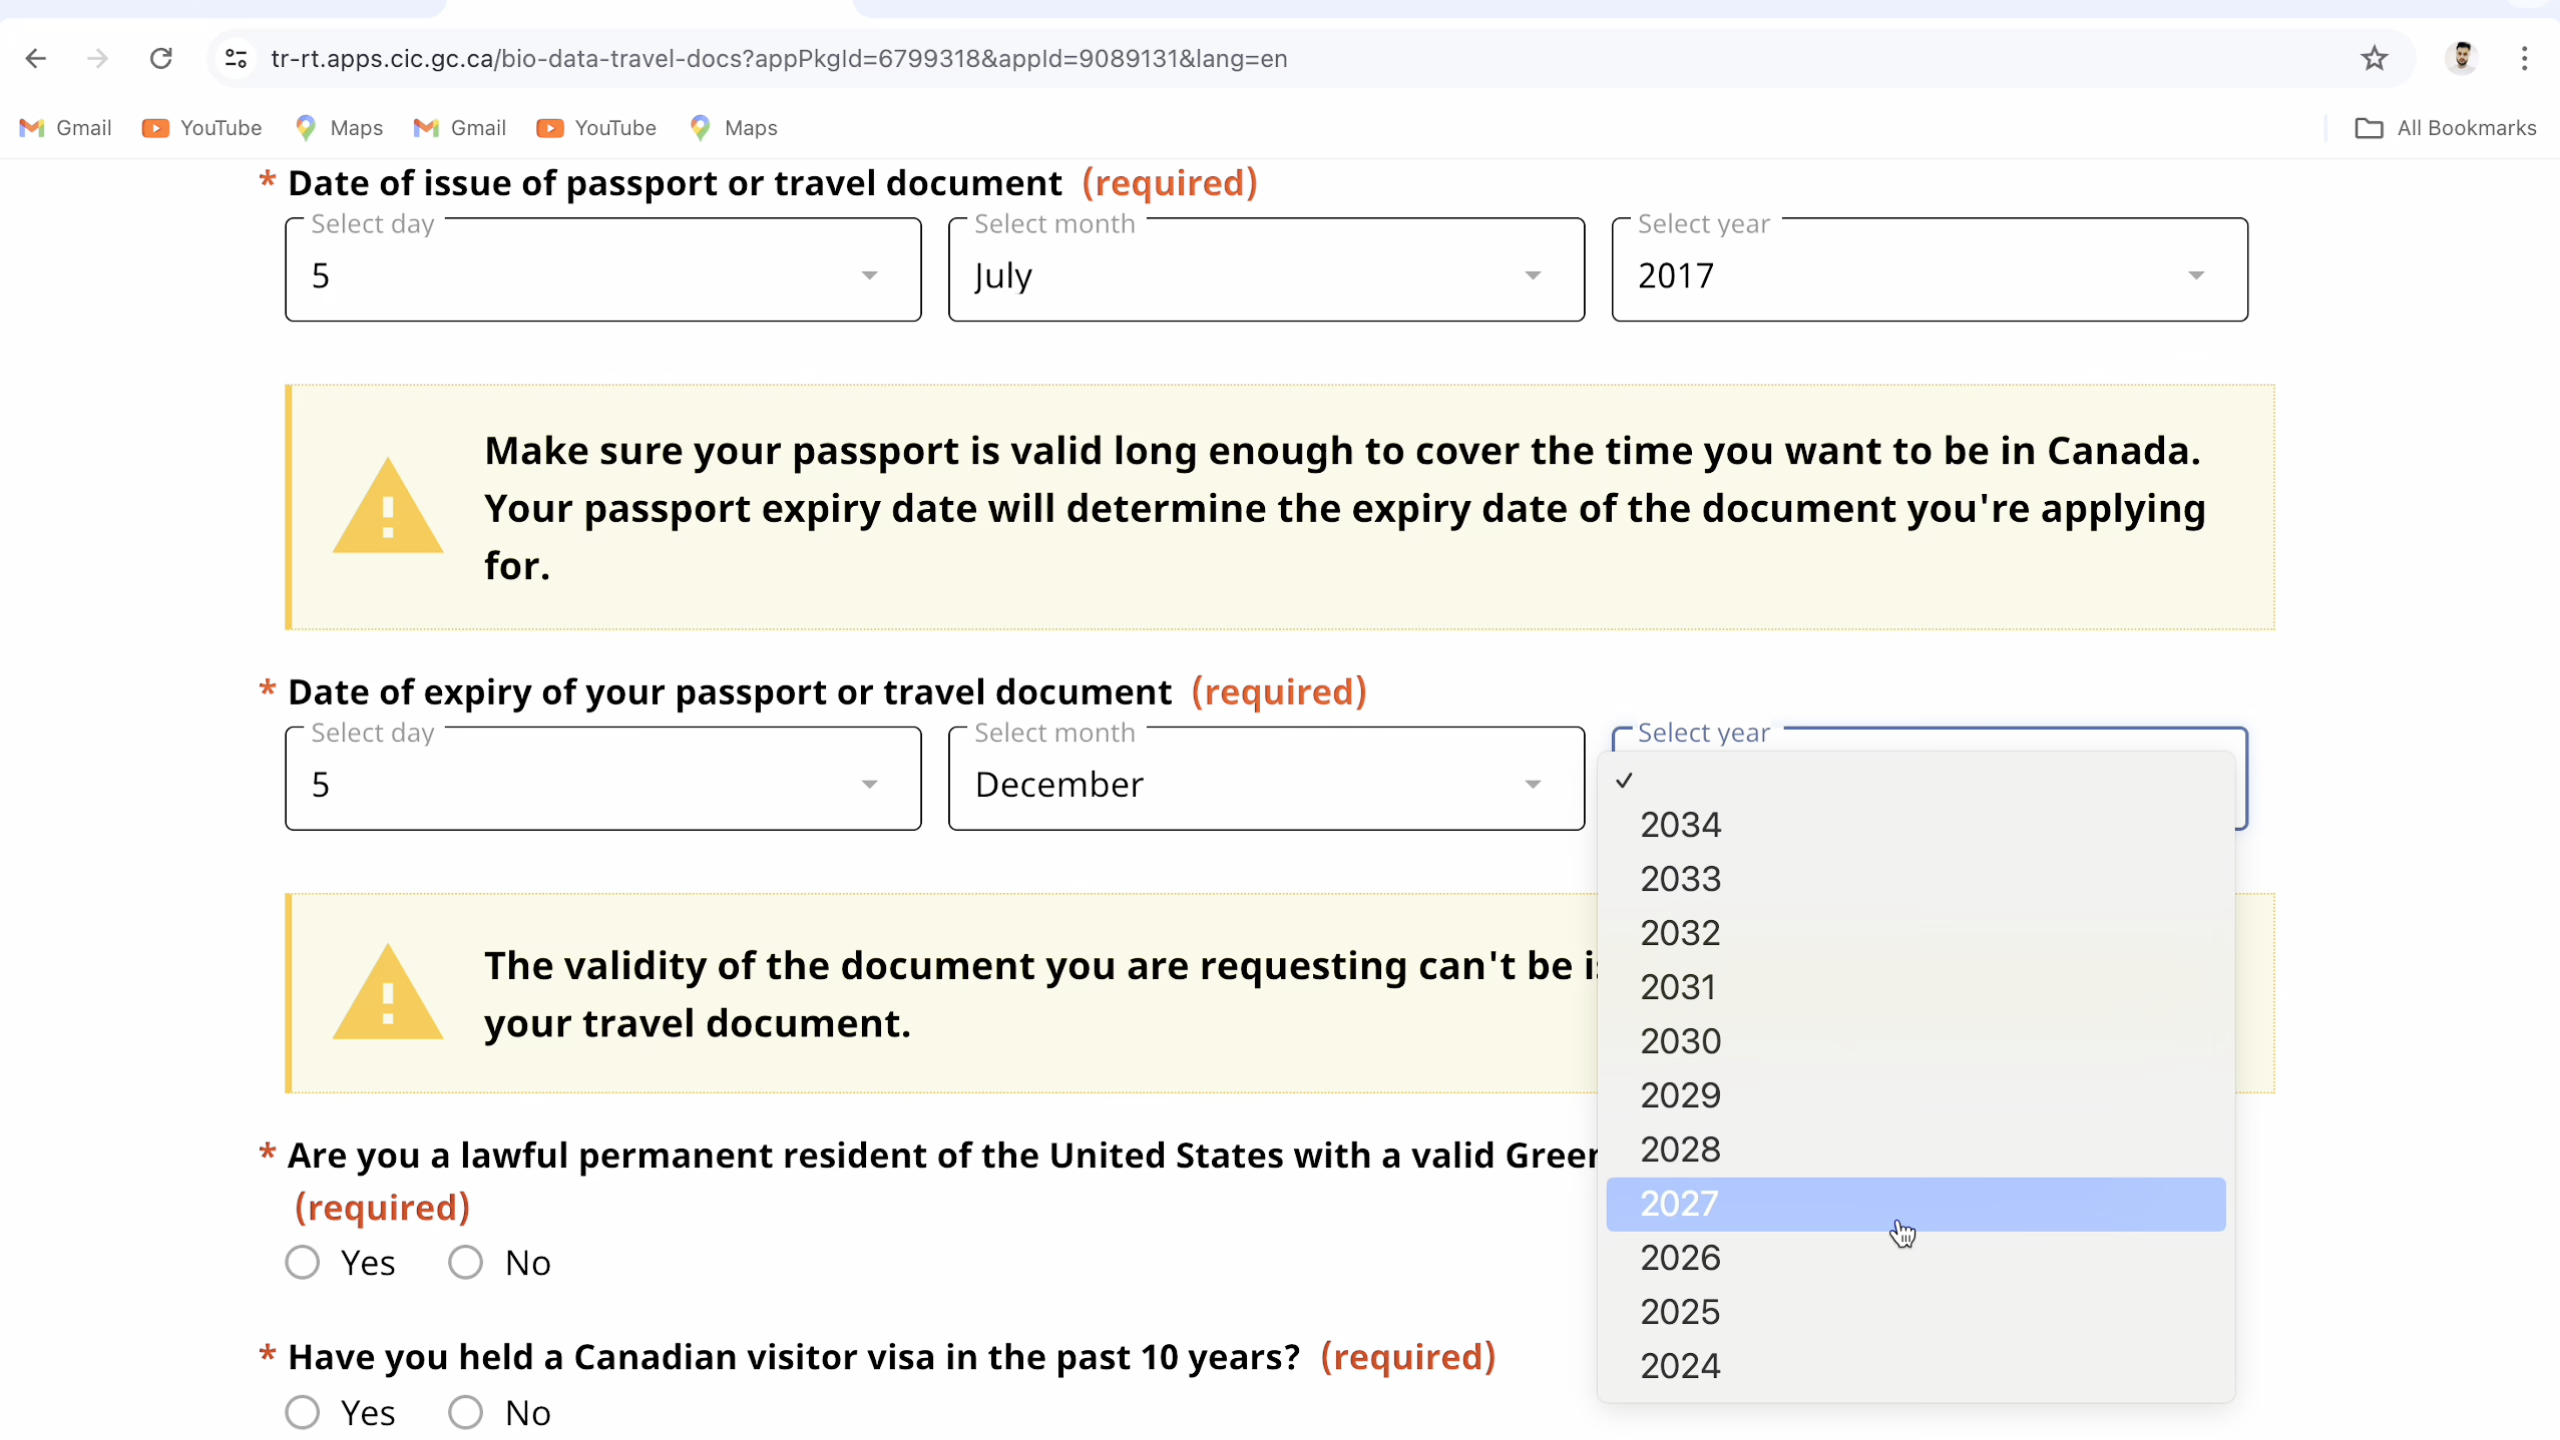 tr-rt.apps.cic.gc.ca/bio-data-travel-docs?appPkgId=6799318&appId=9089131&lang=en
Gmail YouTube Maps Gmail YouTube Maps All Bookmarks
* Date of issue of passport or travel document (required)
Select day Select month Select year
5 July 2017
Make sure your passport is valid long enough to cover the time you want to be in Canada.
Your passport expiry date will determine the expiry date of the document you're applying
for.
* Date of expiry of your passport or travel document (required)
Select day Select month Select year
5 December
2034
2033
2032
2031
2030
2029
2028
2027
2026
2025
2024
The validity of the document you are requesting can't be
your travel document.
* Are you a lawful permanent resident of the United States with a valid
(required)
Yes No
* Have you held a Canadian visitor visa in the past 10 years? (required)
Yes No